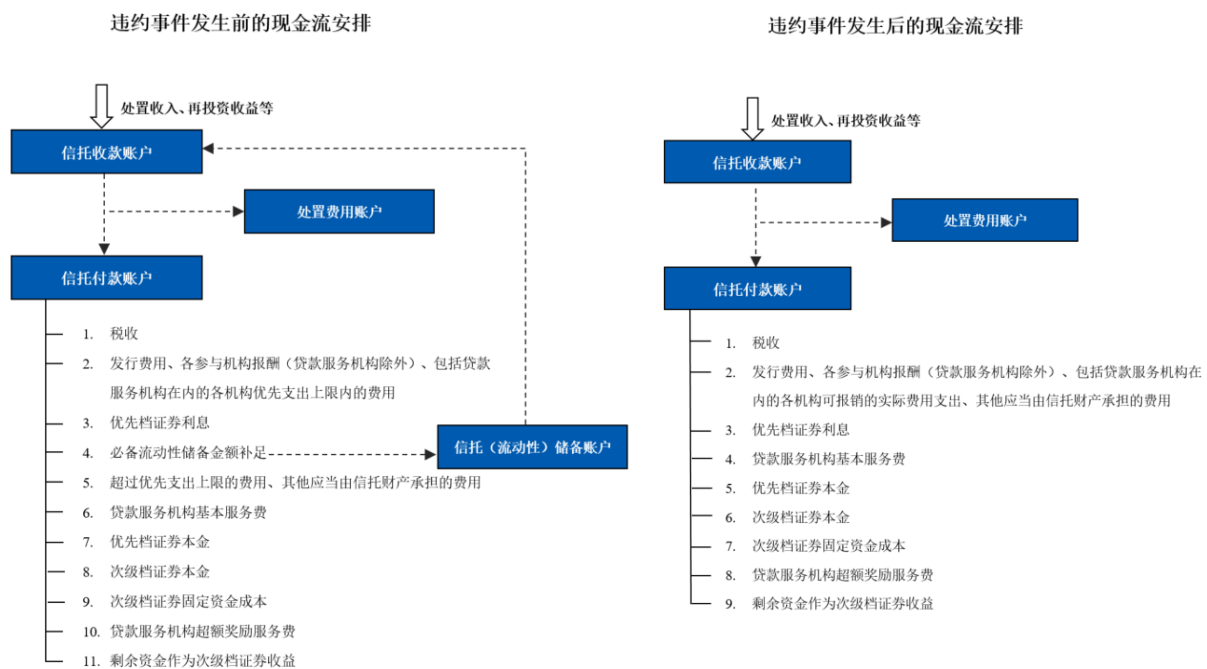 违约事件发生前的现金流安排
处置收入、再投资收益等
信托收款账户
处置费用账户
信托付款账户
1. 税收
2. 发行费用、各参与机构报酬（贷款服务机构除外）、包括贷款
服务机构在内的各机构优先支出上限内的费用
3. 优先档证券利息
4. 必备流动性储备金额补足
信托（流动性）储备账户
5. 超过优先支出上限的费用、其他应当由信托财产承担的费用
6. 贷款服务机构基本服务费
7. 优先档证券本金
8. 次级档证券本金
9. 次级档证券固定资金成本
10. 贷款服务机构超额奖励服务费
11. 剩余资金作为次级档证券收益
违约事件发生后的现金流安排
处置收入、再投资收益等
信托收款账户
处置费用账户
信托付款账户
1. 税收
2. 发行费用、各参与机构报酬（贷款服务机构除外）、包括贷款服务机构在
内的各机构可报销的实际费用支出、其他应当由信托财产承担的费用
3. 优先档证券利息
4. 贷款服务机构基本服务费
5. 优先档证券本金
6. 次级档证券本金
7. 次级档证券固定资金成本
8. 贷款服务机构超额奖励服务费
9. 剩余资金作为次级档证券收益